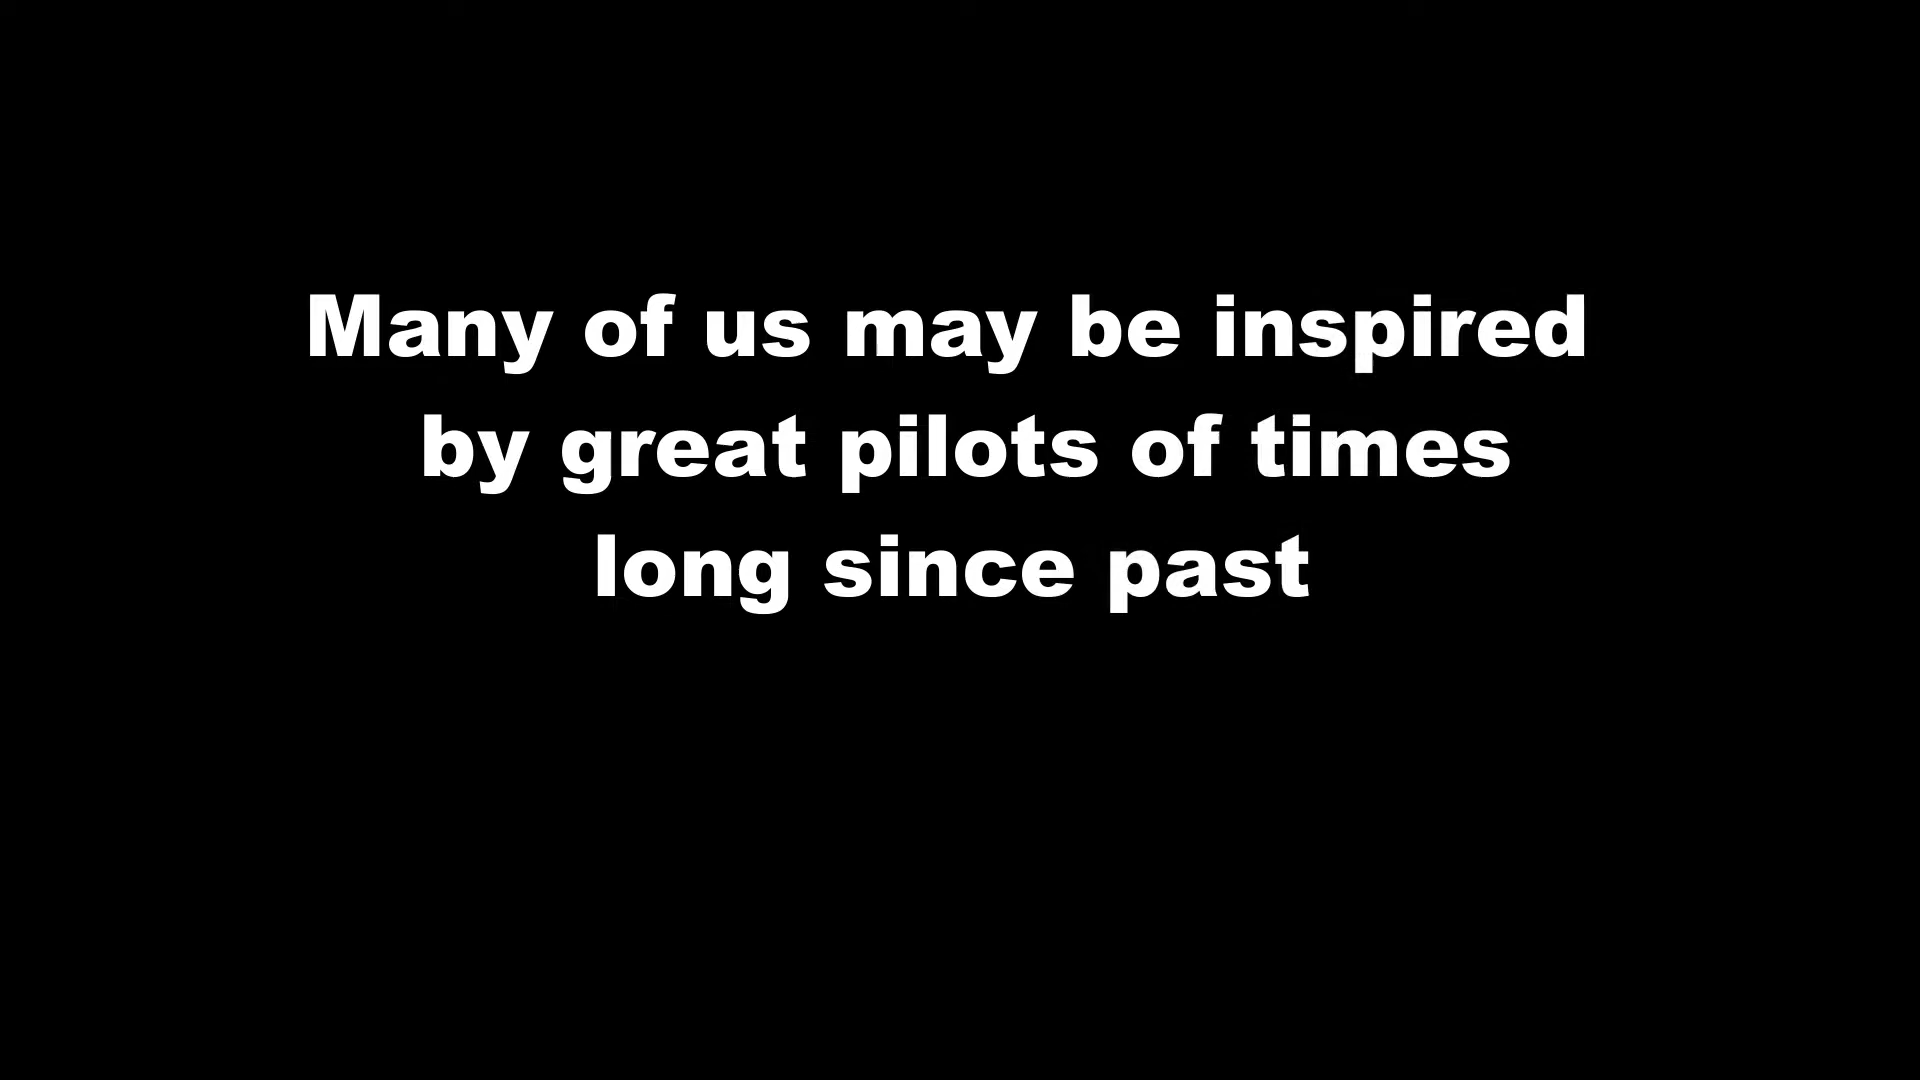 Many of us may be inspired
by great pilots of times
long since past